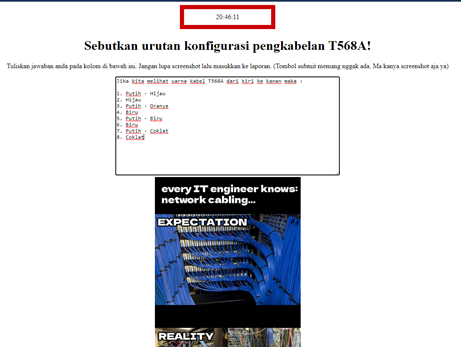 20:46:11
Sebutkan urutan konfigurasi pengkabelan T568A!
Tuliskan jawaban anda pada kolom di bawah ini. Jangan lupa screenshot lalu masukkan ke laporan. (Tombol submit memang nggak ada. Ma kanya screenshot aja ya)
Jika kita melihat warna kabel T568A dari kiri ke kanan maka :
1. Putih - Hijau
2. Hijau
3. Putih - Oranye
4. Biru
5. Putih - Biru
6. Biru
7. Putih - Coklat
8. Coklat
every IT engineer knows:
network cabling...
EXPECTATION
REALITY